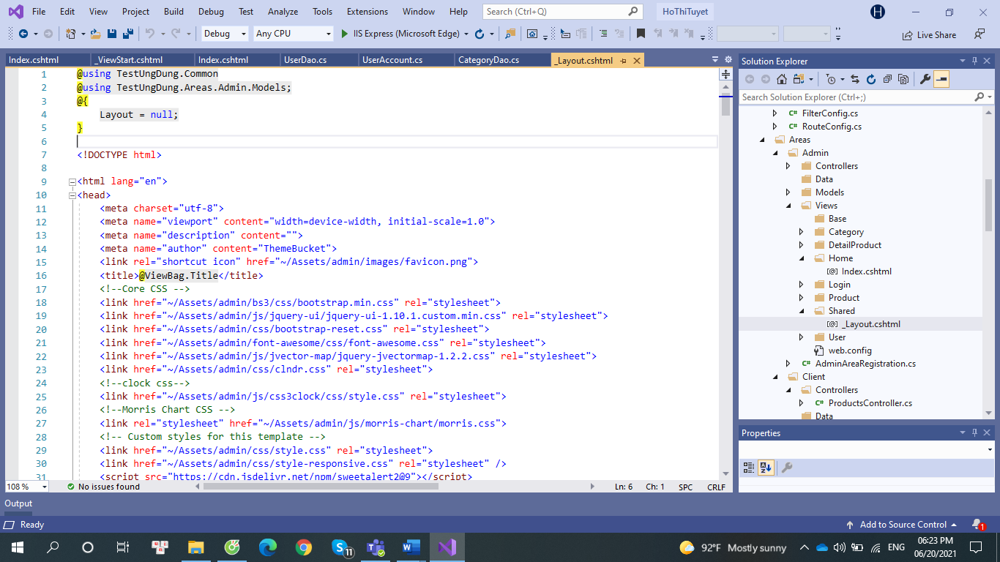 File Edit View Project Build Debug Test Analyze Tools Extensions Window Help Search (Ctrl+Q) HoThiTuyet H
Debug Any CPU IIS Express (Microsoft Edge) Live Share
Index.cshtml _ViewStart.cshtml Index.cshtml UserDao.cs UserAccount.cs CategoryDao.cs _Layout.cshtml
1 @using TestUngDung.Common
2 @using TestUngDung.Areas.Admin.Models;
3 @{
4 Layout = null;
5 }
6
7 <!DOCTYPE html>
8
9 <html lang="en">
10 <head>
11 <meta charset="utf-8">
12 <meta name="viewport" content="width=device-width, initial-scale=1.0">
13 <meta name="description" content="">
14 <meta name="author" content="ThemeBucket">
15 <link rel="shortcut icon" href="~/Assets/admin/images/favicon.png">
16 <title>@ViewBag.Title</title>
17 <!--Core CSS -->
18 <link href="~/Assets/admin/bs3/css/bootstrap.min.css" rel="stylesheet">
19 <link href="~/Assets/admin/js/jquery-ui/jquery-ui-1.10.1.custom.min.css" rel="stylesheet">
20 <link href="~/Assets/admin/css/bootstrap-reset.css" rel="stylesheet">
21 <link href="~/Assets/admin/font-awesome/css/font-awesome.css" rel="stylesheet">
22 <link href="~/Assets/admin/js/jvector-map/jquery-jvectormap-1.2.2.css" rel="stylesheet">
23 <link href="~/Assets/admin/css/clndr.css" rel="stylesheet">
24 <!--clock css-->
25 <link href="~/Assets/admin/js/css3clock/css/style.css" rel="stylesheet">
26 <!--Morris Chart CSS -->
27 <link rel="stylesheet" href="~/Assets/admin/js/morris-chart/morris.css">
28 <!-- Custom styles for this template -->
29 <link href="~/Assets/admin/css/style.css" rel="stylesheet">
30 <link href="~/Assets/admin/css/style-responsive.css" rel="stylesheet" />
31 <script src="https://cdn.jsdelivr.net/npm/sweetalert2@9"></script>
108 % No issues found Ln: 6 Ch: 1 SPC CRLF
Solution Explorer
Search Solution Explorer (Ctrl+;)
C# FilterConfig.cs
C# RouteConfig.cs
Areas
Admin
Controllers
Data
Models
Views
Base
Category
DetailProduct
Home
[@] Index.cshtml
Login
Product
Shared
[@] _Layout.cshtml
User
web.config
C# AdminAreaRegistration.cs
Client
Controllers
C# ProductsController.cs
Data
Properties
Output
Ready Add to Source Control 1
11 92°F Mostly sunny ENG 06:23 PM
06/20/2021